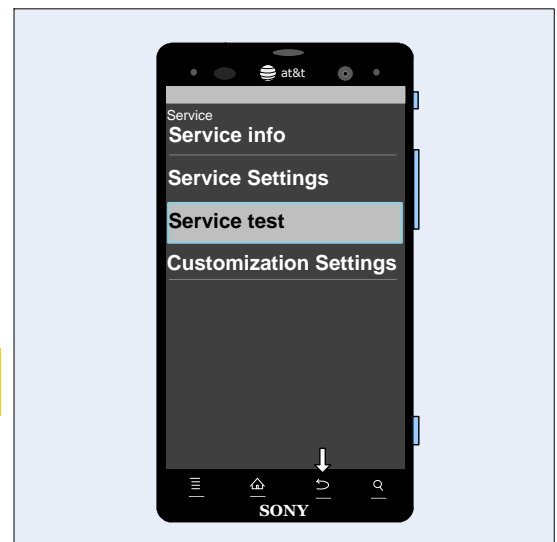 at&t
Service
Service info
Service Settings
Service test
Customization Settings
SONY